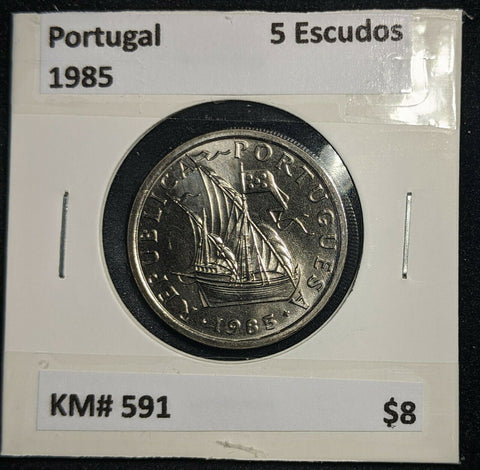 Portugal 5 Escudos
1985
REPUBLICA PORTUGUESA
1985
KM# 591 $8